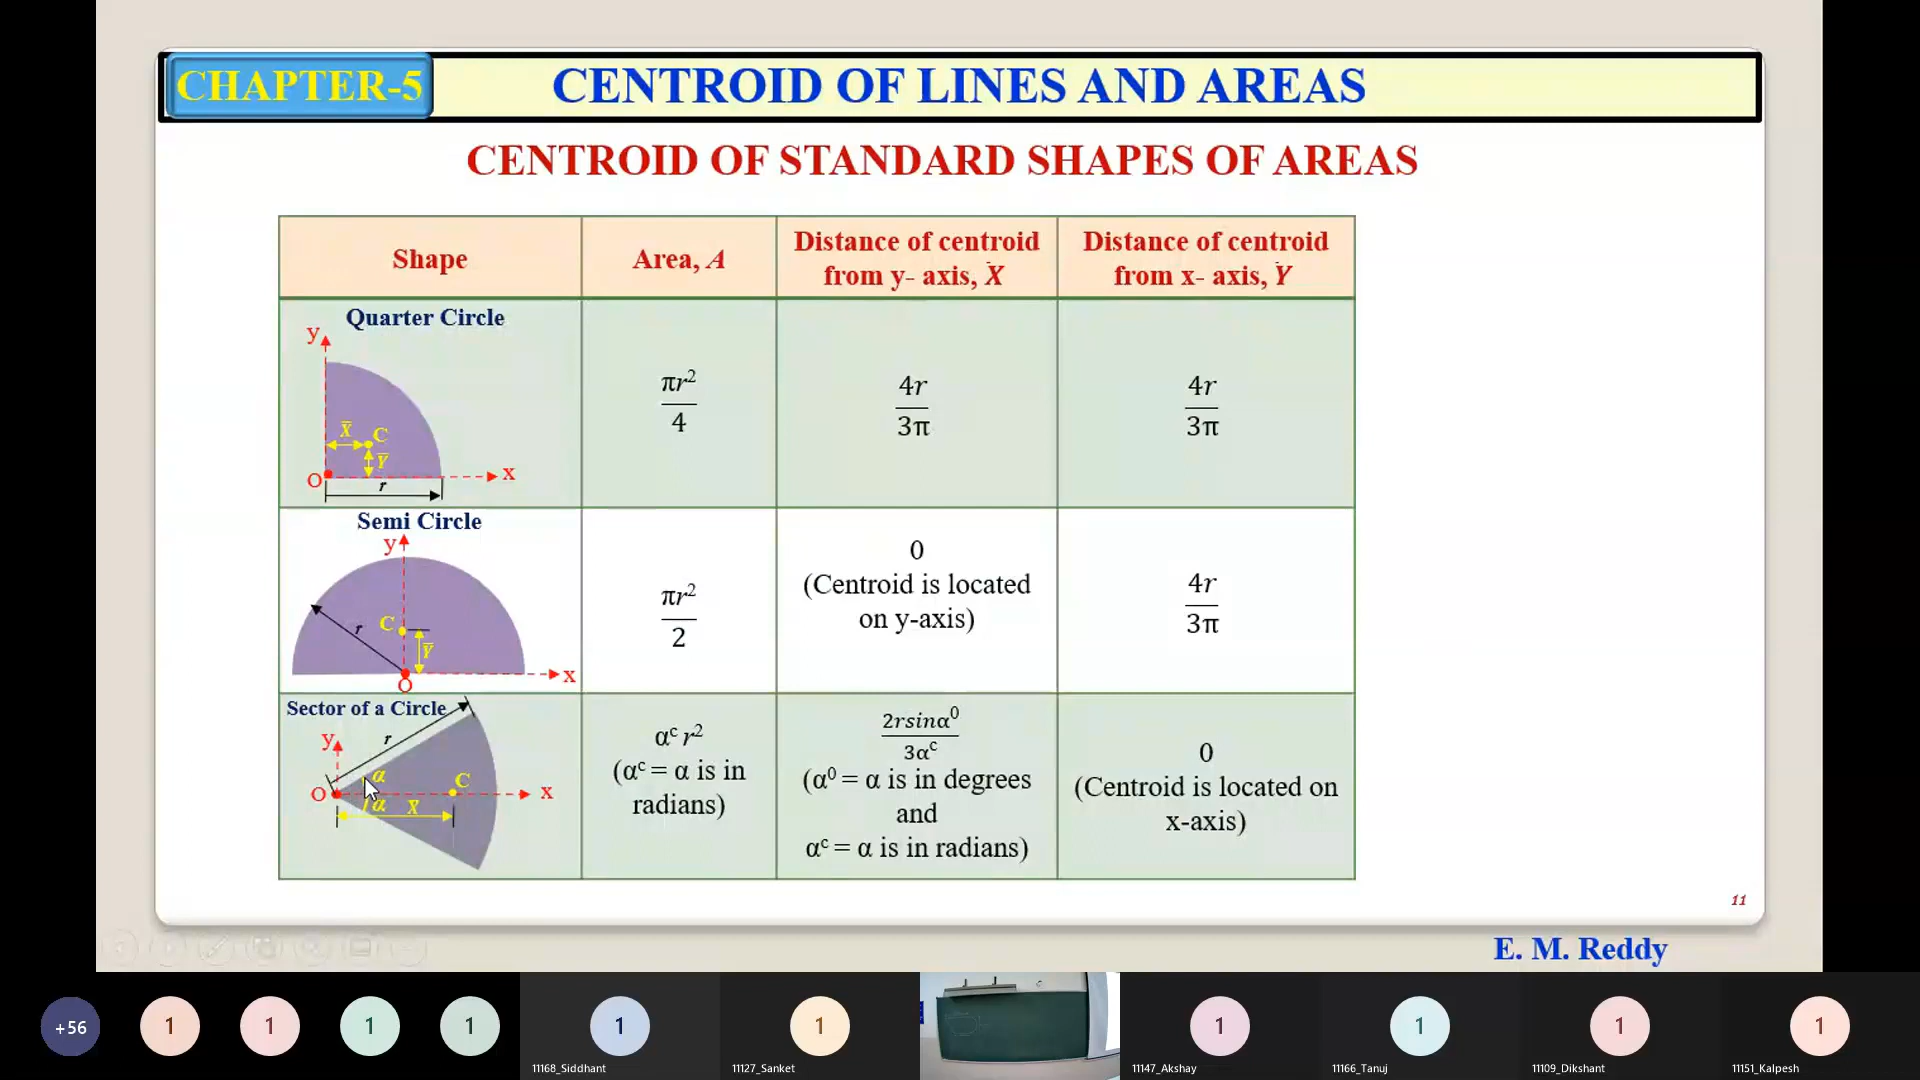 CHAPTER-5
CENTROID OF LINES AND AREAS
CENTROID OF STANDARD SHAPES OF AREAS
Shape
Area, A
Distance of centroid
from y- axis, X̄
Distance of centroid
from x- axis, Ȳ
Quarter Circle
y
X̄
C
Ȳ
O
x
r
πr²
4
4r
3π
4r
3π
Semi Circle
y
r
C
Ȳ
O
x
πr²
2
0
(Centroid is located
on y-axis)
4r
3π
Sector of a Circle
y
r
α
C
O
x
α
X̄
αᶜ r²
(αᶜ = α is in
radians)
2rsinα⁰
3αᶜ
(α⁰ = α is in degrees
and
αᶜ = α is in radians)
0
(Centroid is located on
x-axis)
11
E. M. Reddy
+56
1
1
1
1
1
11168_Siddhant
1
11127_Sanket
1
11147_Akshay
1
11166_Tanuj
1
11109_Dikshant
1
11151_Kalpesh